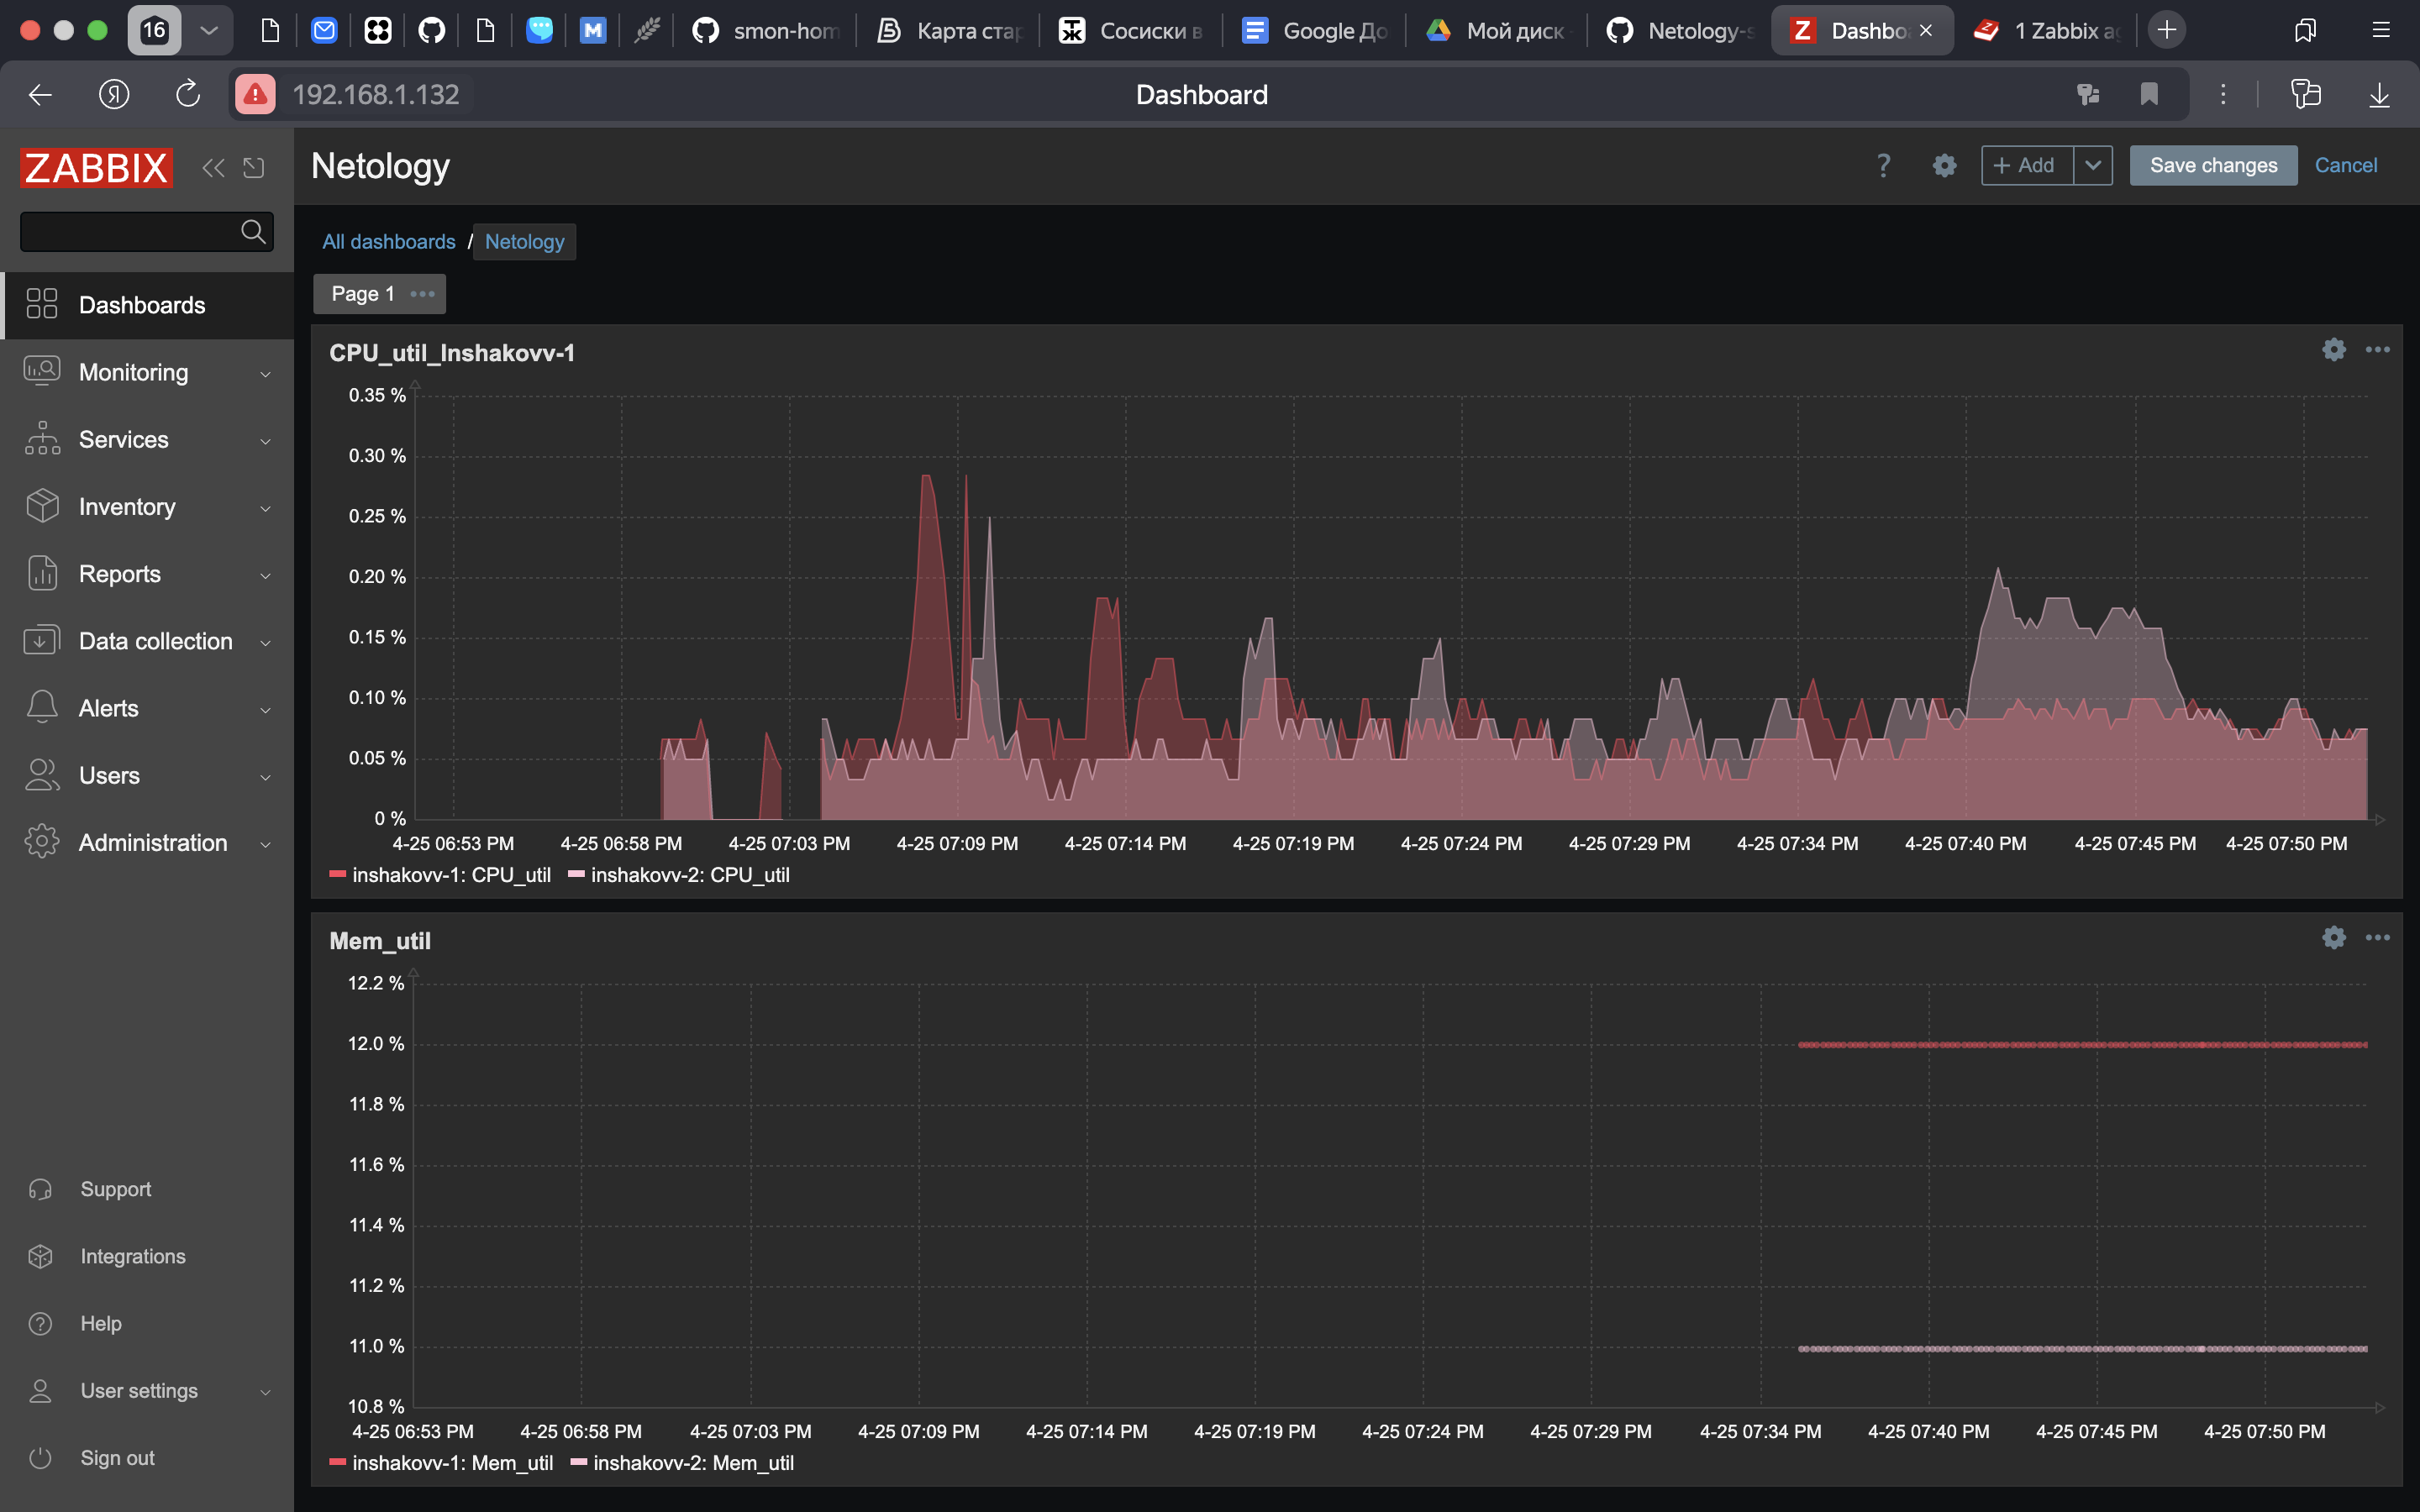 16
smon-hom
Карта стар
Сосиски в
Google До
Мой диск
Netology-s
Dashbo
1 Zabbix ag
192.168.1.132
Dashboard
ZABBIX
Netology
? Add Save changes Cancel
All dashboards / Netology
Page 1
Dashboards
Monitoring
Services
Inventory
Reports
Data collection
Alerts
Users
Administration
Support
Integrations
Help
User settings
Sign out
CPU_util_Inshakovv-1
0.35 %
0.30 %
0.25 %
0.20 %
0.15 %
0.10 %
0.05 %
0 %
4-25 06:53 PM 4-25 06:58 PM 4-25 07:03 PM 4-25 07:09 PM 4-25 07:14 PM 4-25 07:19 PM 4-25 07:24 PM 4-25 07:29 PM 4-25 07:34 PM 4-25 07:40 PM 4-25 07:45 PM 4-25 07:50 PM
inshakovv-1: CPU_util inshakovv-2: CPU_util
Mem_util
12.2 %
12.0 %
11.8 %
11.6 %
11.4 %
11.2 %
11.0 %
10.8 %
4-25 06:53 PM 4-25 06:58 PM 4-25 07:03 PM 4-25 07:09 PM 4-25 07:14 PM 4-25 07:19 PM 4-25 07:24 PM 4-25 07:29 PM 4-25 07:34 PM 4-25 07:40 PM 4-25 07:45 PM 4-25 07:50 PM
inshakovv-1: Mem_util inshakovv-2: Mem_util